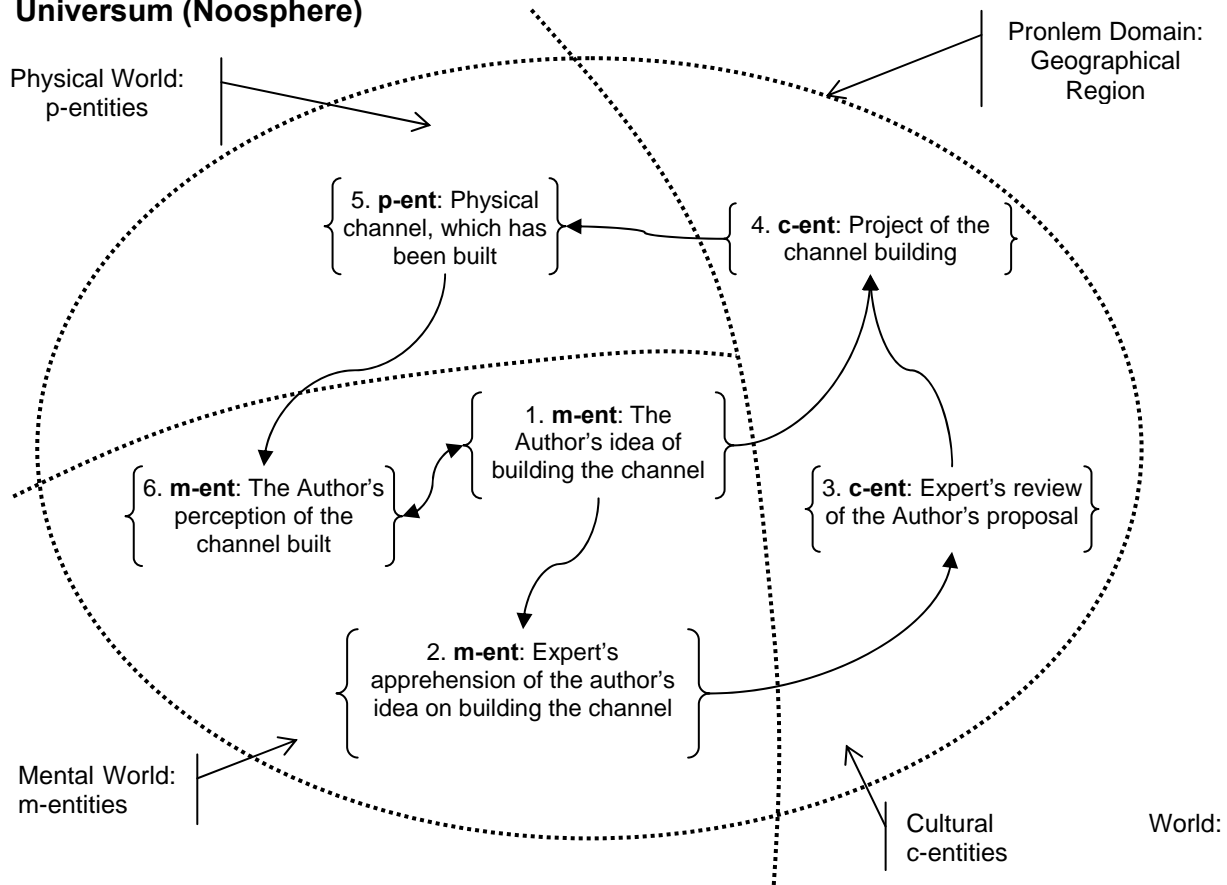 Universum (Noosphere)
Pronlem Domain:
Geographical
Region
Physical World:
p-entities
5. p-ent: Physical
channel, which has
been built
4. c-ent: Project of the
channel building
1. m-ent: The
Author’s idea of
building the channel
6. m-ent: The Author’s
perception of the
channel built
3. c-ent: Expert’s review
of the Author’s proposal
2. m-ent: Expert’s
apprehension of the author’s
idea on building the channel
Mental World:
m-entities
Cultural World:
c-entities